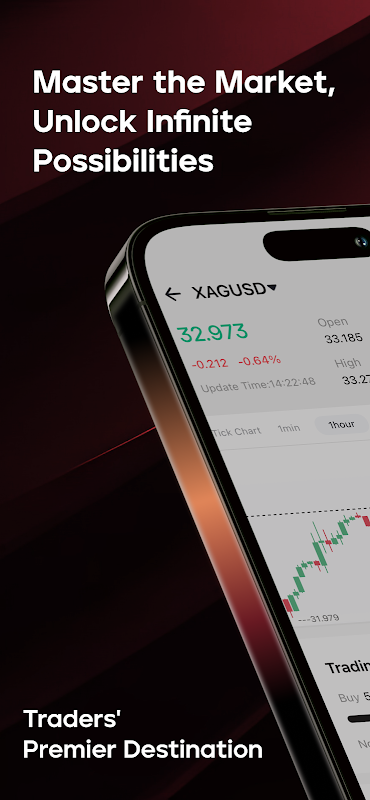 Master the Market,
Unlock Infinite
Possibilities
XAGUSD
32.973
Open
33.185
-0.212 -0.64%
High
Update Time:14:22:48
Tick Chart 1min 1hour
---31.979
Buy
Traders'
Premier Destination